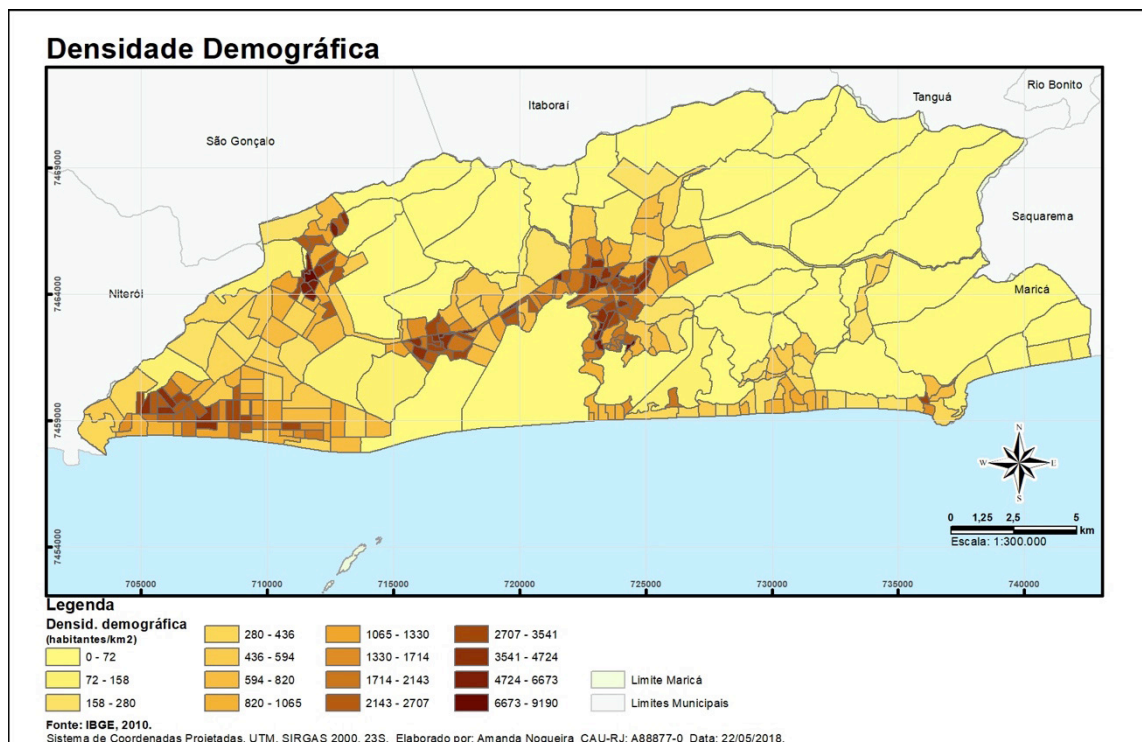 Densidade Demográfica
Rio Bonito
Tanguá
Itaboraí
São Gonçalo
7469000
Saquarema
7464000
Niterói
Maricá
7459000
N
W
E
S
0 1,25 2,5 5
km
Escala: 1:300.000
7454000
705000 710000 715000 720000 725000 730000 735000 740000
Legenda
Densid. demográfica
(habitantes/km2)
0 - 72
72 - 158
158 - 280
280 - 436
436 - 594
594 - 820
820 - 1065
1065 - 1330
1330 - 1714
1714 - 2143
2143 - 2707
2707 - 3541
3541 - 4724
4724 - 6673
6673 - 9190
Limite Maricá
Limites Municipais
Fonte: IBGE, 2010.
Sistema de Coordenadas Projetadas, UTM, SIRGAS 2000, 23S. Elaborado por: Amanda Nogueira CAU-RJ: A88877-0 Data: 22/05/2018.